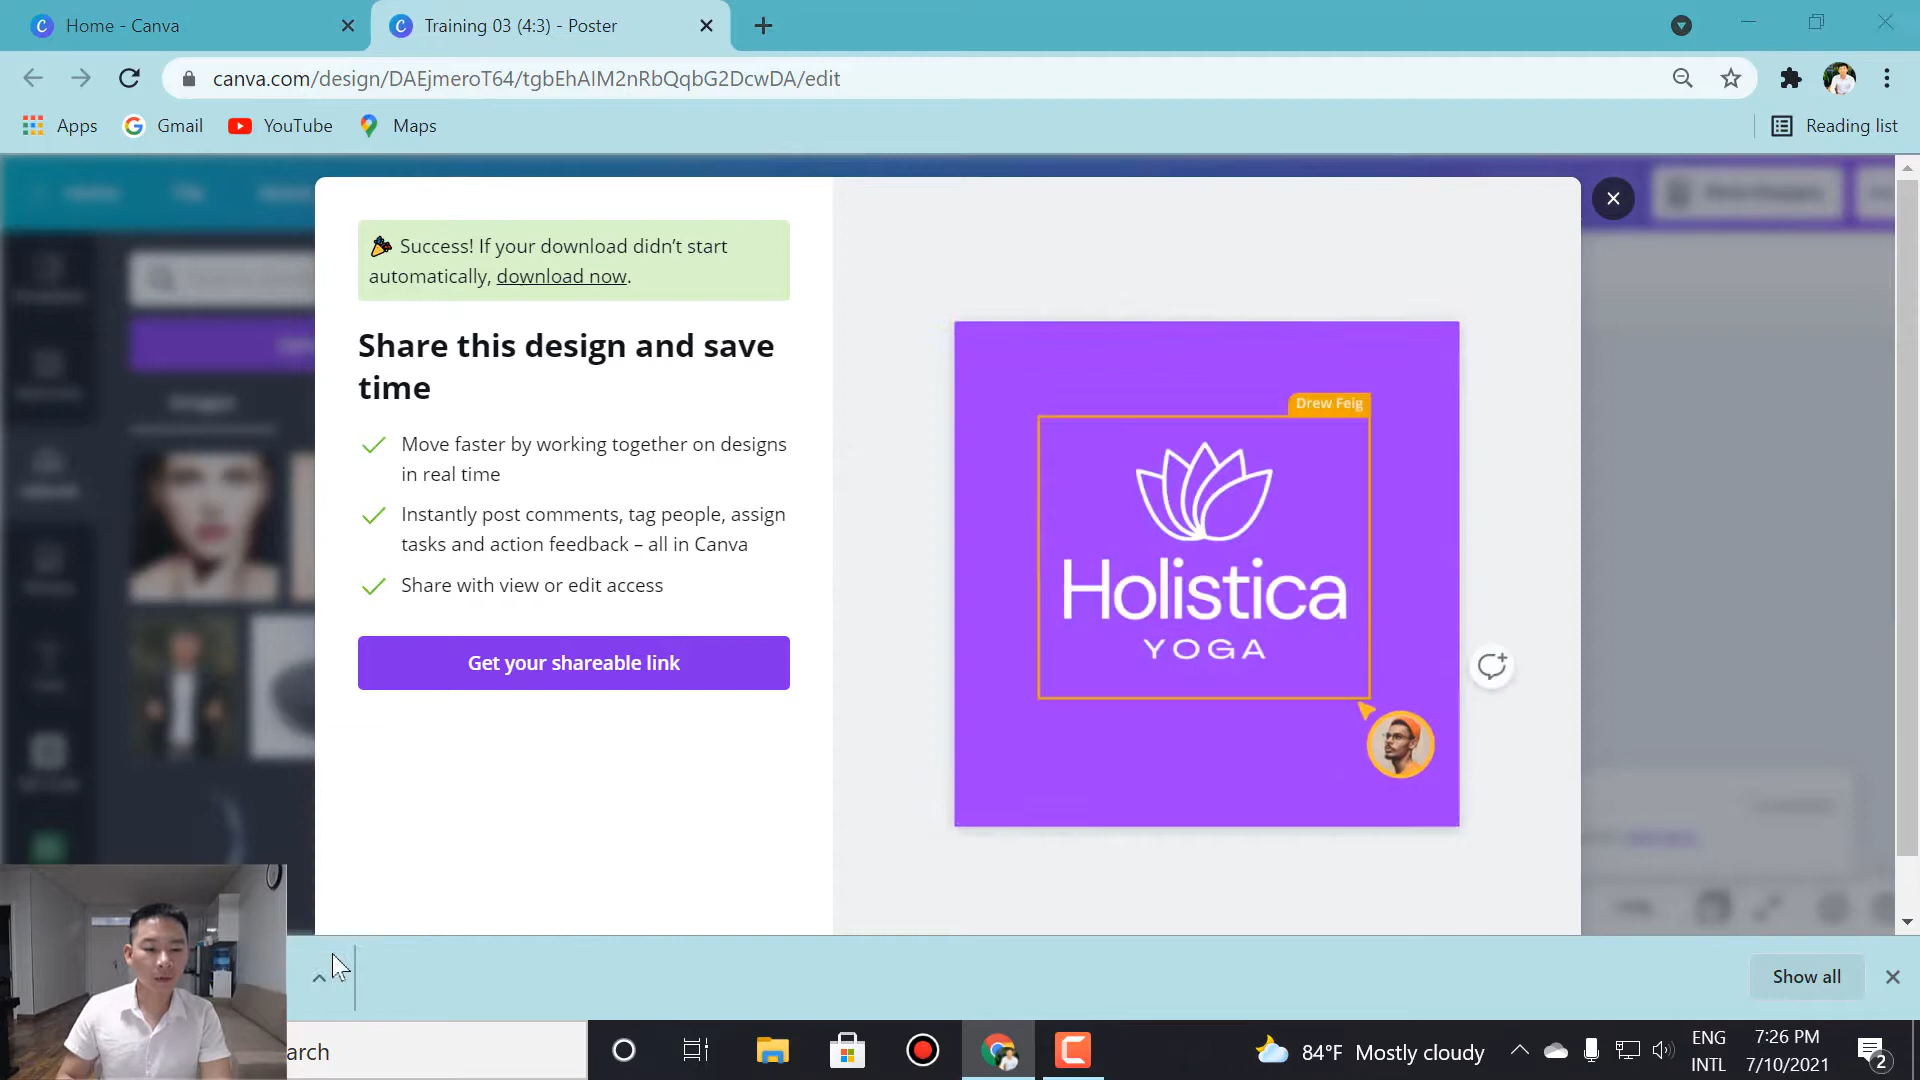 Home - Canva
Training 03 (4:3) - Poster
canva.com/design/DAEjmeroT64/tgbEhAIM2nRbQqbG2DcwDA/edit
Apps
Gmail
YouTube
Maps
Reading list
Success! If your download didn't start
automatically, download now.
Share this design and save
time
Move faster by working together on designs
in real time
Instantly post comments, tag people, assign
tasks and action feedback – all in Canva
Share with view or edit access
Get your shareable link
Drew Feig
Holistica
YOGA
Show all
arch
84°F Mostly cloudy
ENG
INTL
7:26 PM
7/10/2021
2